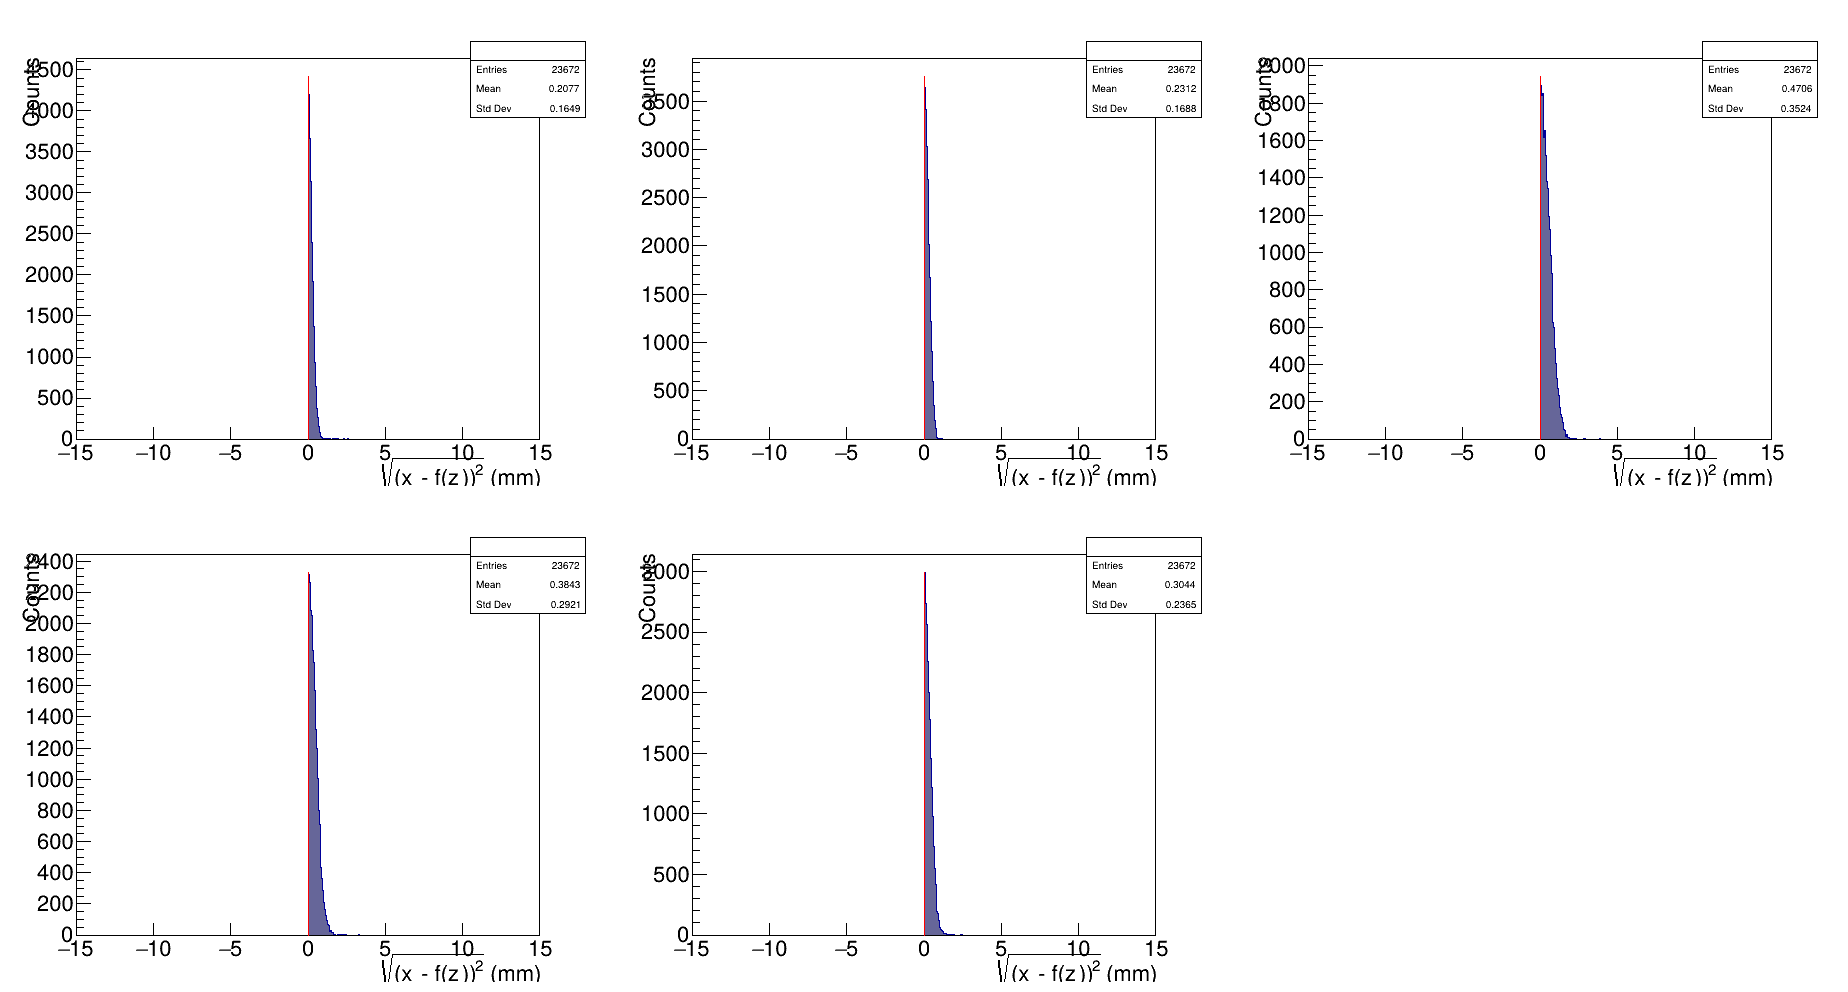 Counts
4500
4000
3500
3000
2500
2000
1500
1000
500
0
−15 −10 −5 0 5 10 15
√(x - f(z))² (mm)
Entries 23672
Mean 0.2077
Std Dev 0.1649
Counts
3500
3000
2500
2000
1500
1000
500
0
−15 −10 −5 0 5 10 15
√(x - f(z))² (mm)
Entries 23672
Mean 0.2312
Std Dev 0.1688
Counts
2000
1800
1600
1400
1200
1000
800
600
400
200
0
−15 −10 −5 0 5 10 15
√(x - f(z))² (mm)
Entries 23672
Mean 0.4706
Std Dev 0.3524
Counts
2400
2200
2000
1800
1600
1400
1200
1000
800
600
400
200
0
−15 −10 −5 0 5 10 15
√(x - f(z))² (mm)
Entries 23672
Mean 0.3843
Std Dev 0.2921
Counts
3000
2500
2000
1500
1000
500
0
−15 −10 −5 0 5 10 15
√(x - f(z))² (mm)
Entries 23672
Mean 0.3044
Std Dev 0.2365